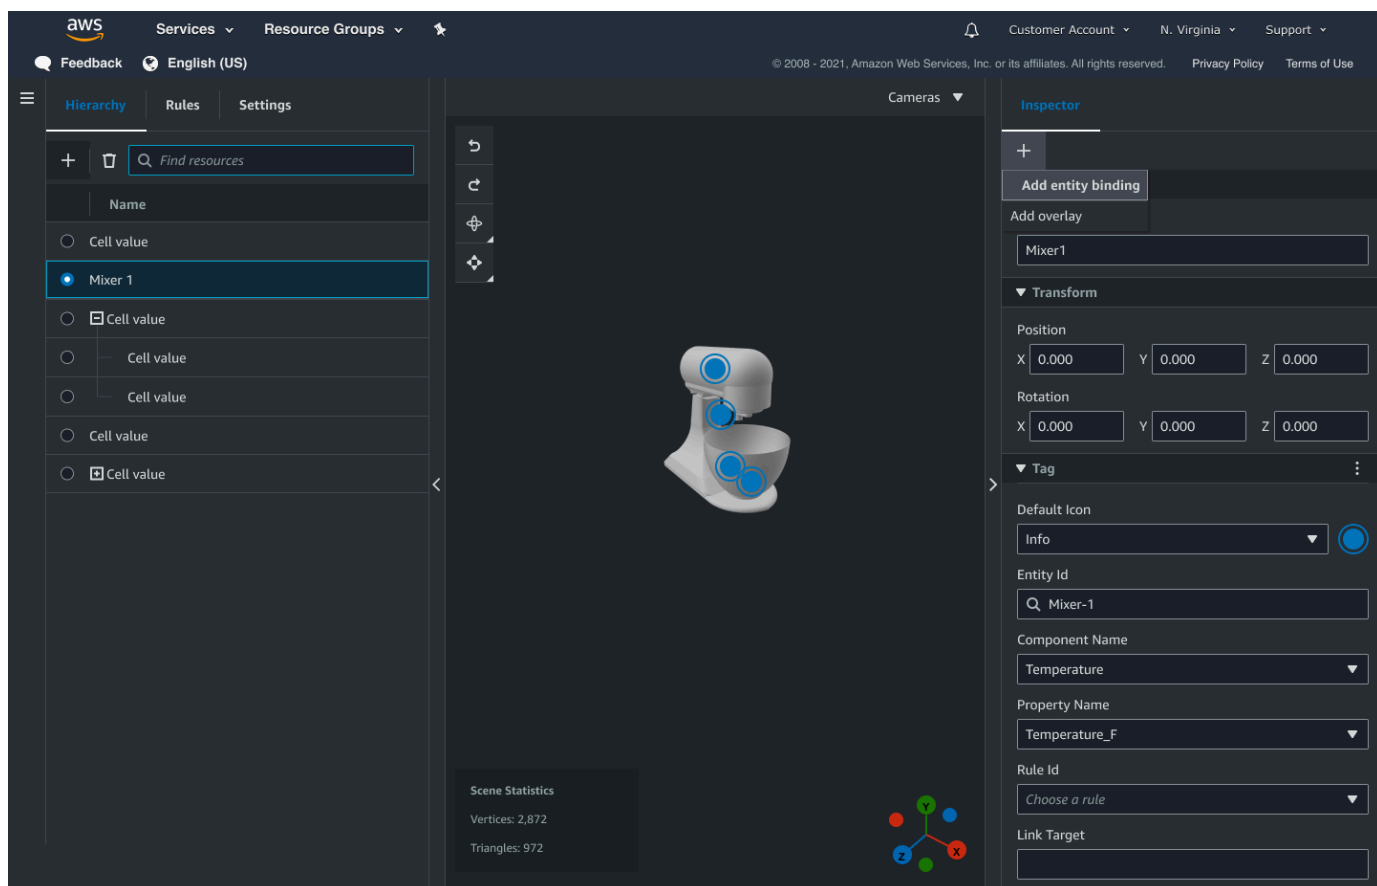 aws
Services
Resource Groups
Customer Account
N. Virginia
Support
Feedback
English (US)
© 2008 - 2021, Amazon Web Services, Inc. or its affiliates. All rights reserved.
Privacy Policy
Terms of Use
Hierarchy
Rules
Settings
Find resources
Name
Cell value
Mixer 1
Cell value
Cell value
Cell value
Cell value
Cell value
Cameras
Scene Statistics
Vertices: 2,872
Triangles: 972
Y
Z
X
Inspector
Add entity binding
Add overlay
Mixer1
Transform
Position
X 0.000 Y 0.000 Z 0.000
Rotation
X 0.000 Y 0.000 Z 0.000
Tag
Default Icon
Info
Entity Id
Mixer-1
Component Name
Temperature
Property Name
Temperature_F
Rule Id
Choose a rule
Link Target